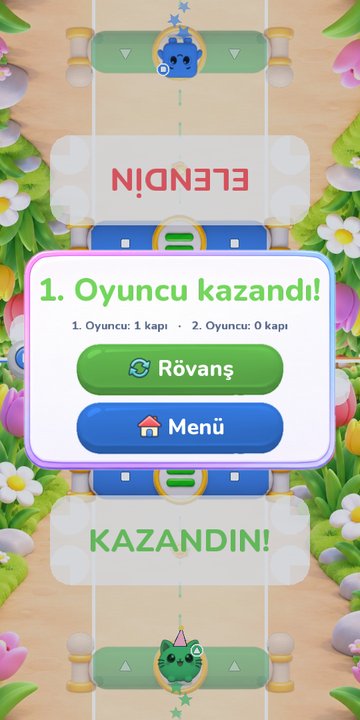 ELENDİN
1. Oyuncu kazandı!
1. Oyuncu: 1 kapı · 2. Oyuncu: 0 kapı
Rövanş
Menü
KAZANDIN!